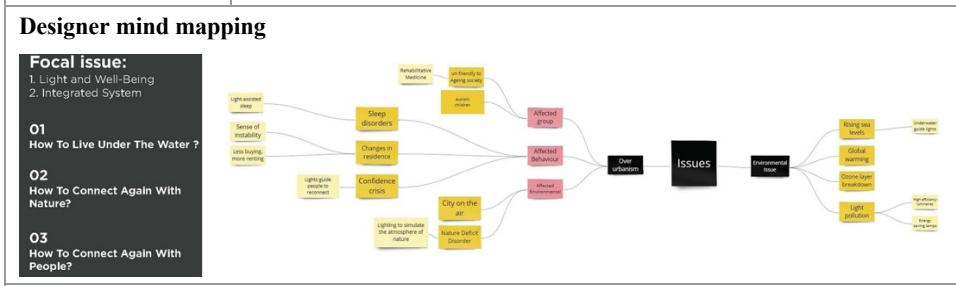 Designer mind mapping
Focal issue:
1. Light and Well-Being
2. Integrated System
01
How To Live Under The Water ?
02
How To Connect Again With
Nature?
03
How To Connect Again With
People?
Rehabilitative
Medicine
un-friendly to
Ageing society
Autism
children
Affected
group
Light assisted
sleep
Sleep
disorders
Sense of
instability
Less buying,
more renting
Changes in
residence
Affected
Behaviour
Lights guide
people to
reconnect
Confidence
crisis
Affected
Environmental
City on the
air
Lighting to simulate
the atmosphere of
nature
Nature Deficit
Disorder
Over
urbanism
Issues
Environmental
Issue
Rising sea
levels
Underwater
guide lights
Global
warming
Ozone layer
breakdown
Light
pollution
High efficiency
luminaires
Energy
saving lamps